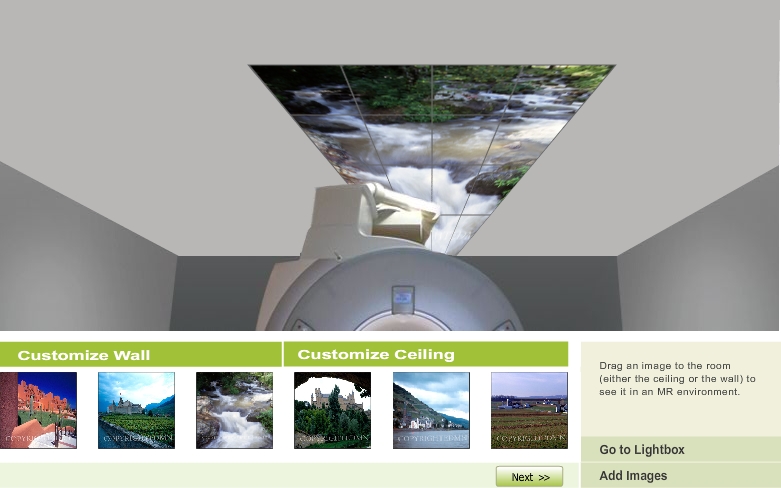 Customize Wall
Customize Ceiling
Drag an image to the room
(either the ceiling or the wall) to
see it in an MR environment.
Go to Lightbox
Add Images
Next >>